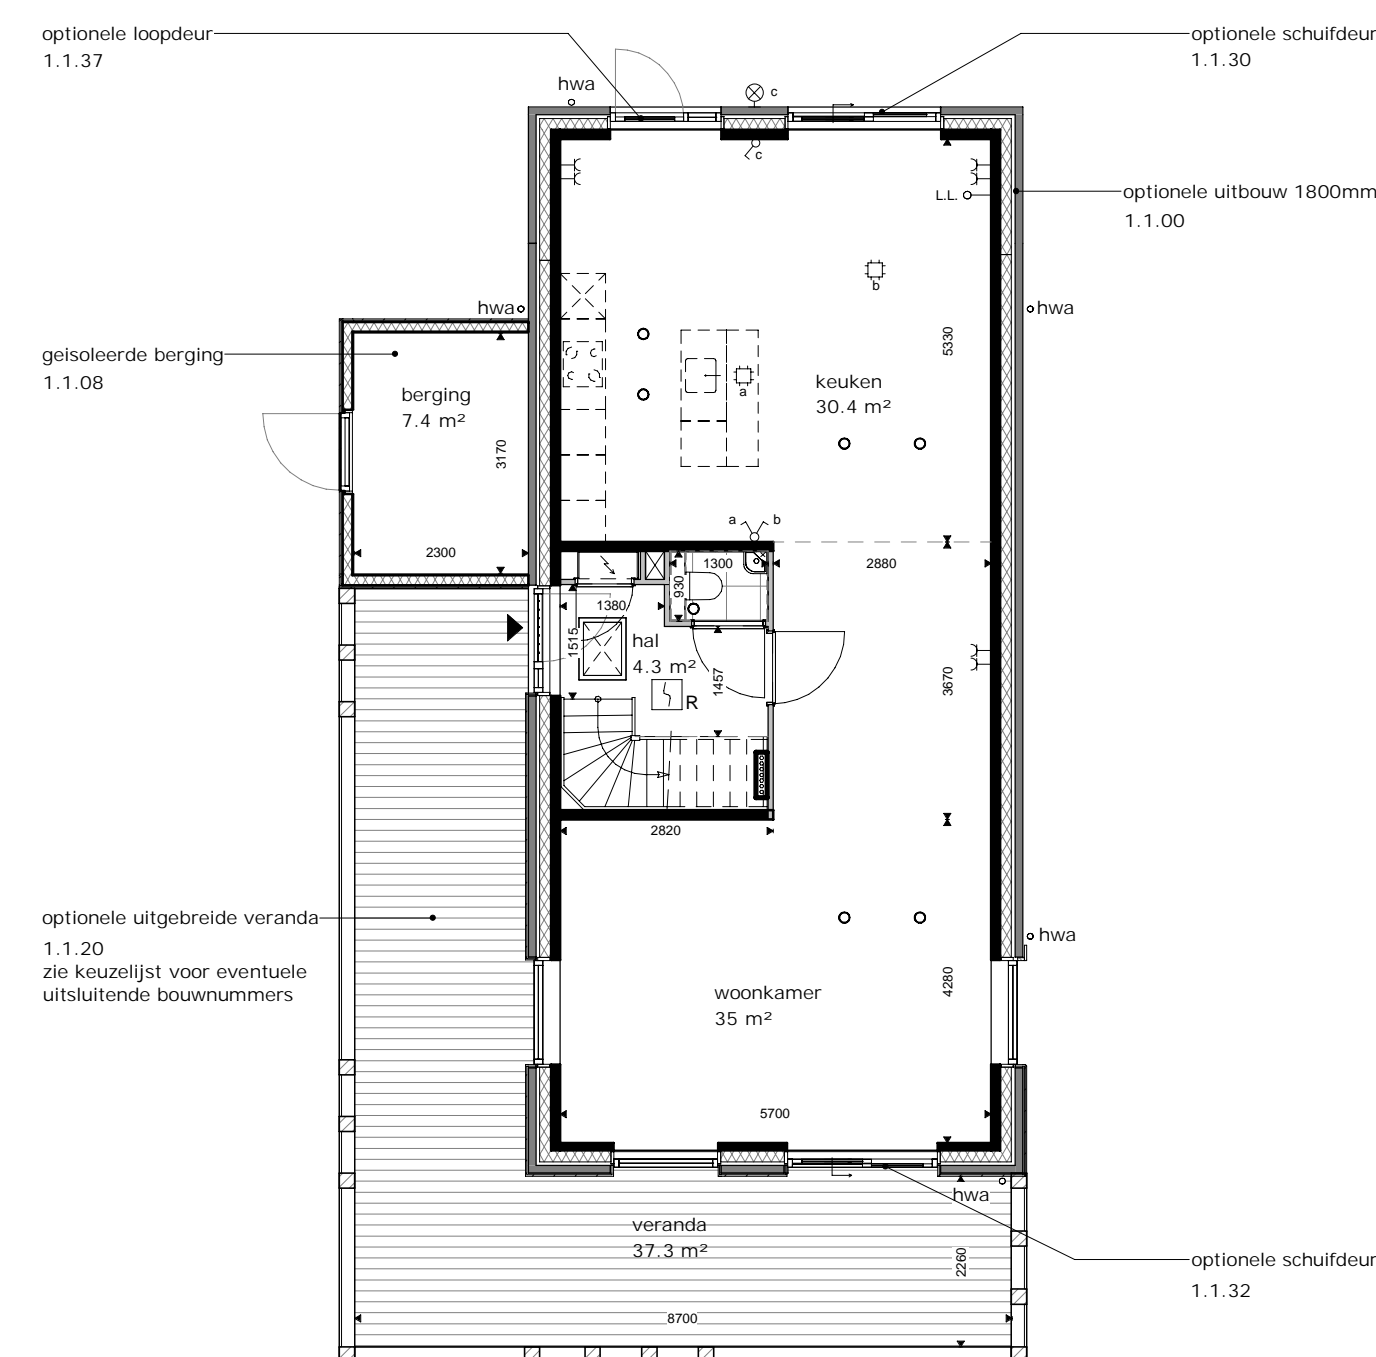 optionele loopdeur
1.1.37
optionele schuifdeur
1.1.30
hwa
c
c
optionele uitbouw 1800mm
1.1.00
L.L.
b
hwa
hwa
geisoleerde berging
1.1.08
berging
7.4 m²
3170
2300
5330
keuken
30.4 m²
a
a
b
1300
2880
930
1380
1515
hal
4.3 m²
1457
R
3670
2820
optionele uitgebreide veranda
1.1.20
zie keuzelijst voor eventuele
uitsluitende bouwnummers
hwa
4280
woonkamer
35 m²
5700
hwa
veranda
37.3 m²
2260
optionele schuifdeur
1.1.32
8700